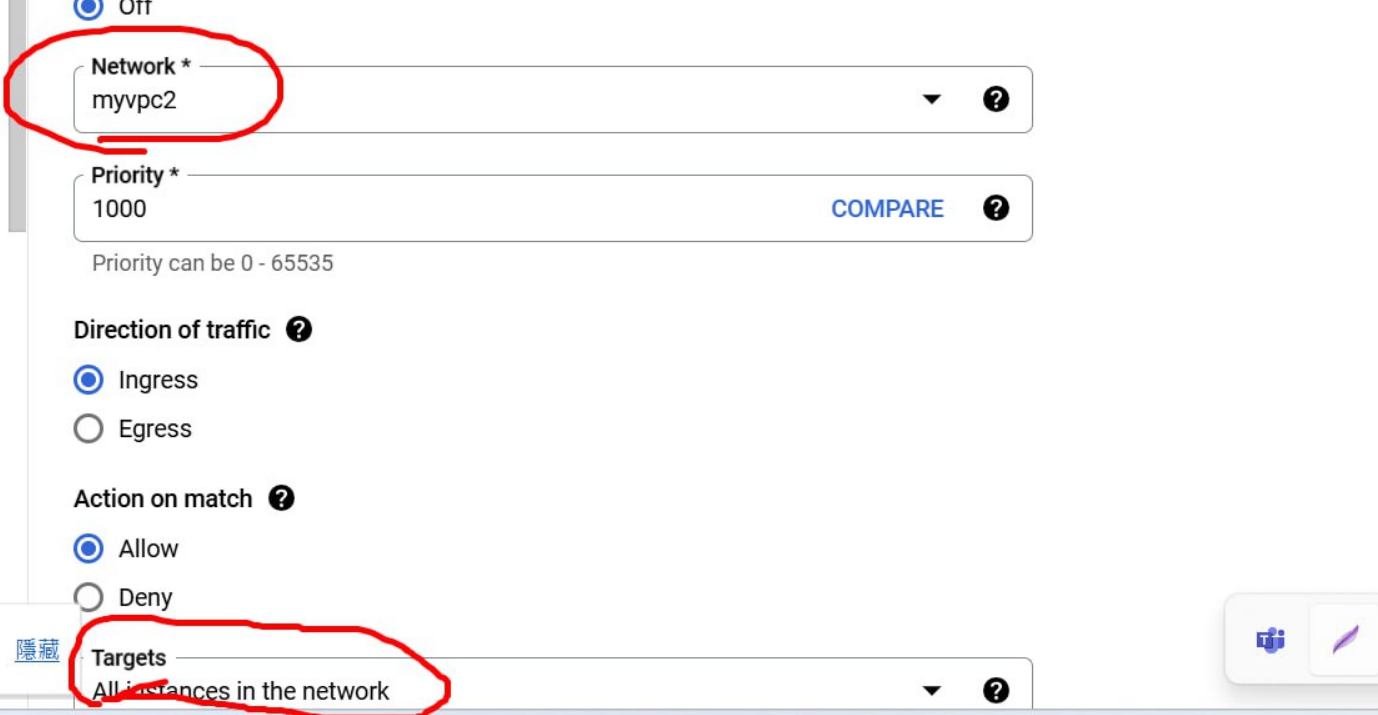 Off
Network *
myvpc2
Priority *
1000 COMPARE
Priority can be 0 - 65535
Direction of traffic
Ingress
Egress
Action on match
Allow
Deny
隱藏
Targets
All instances in the network